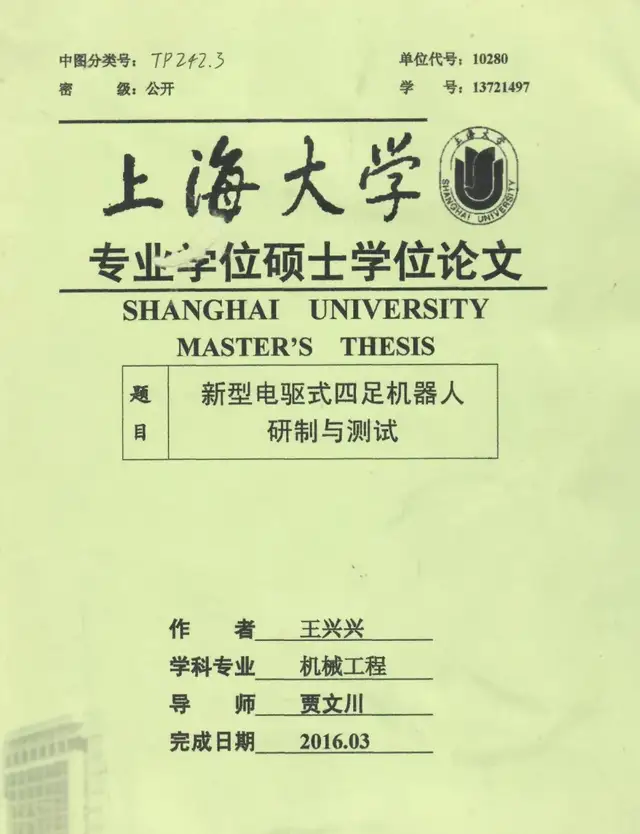 中图分类号：TP242.3 单位代号：10280
密 级：公开 学 号：13721497
上海大学
上海大学
SHANGHAI UNIVERSITY
专业学位硕士学位论文
SHANGHAI UNIVERSITY
MASTER'S THESIS
题目
新型电驱式四足机器人
研制与测试
作 者 王兴兴
学科专业 机械工程
导 师 贾文川
完成日期 2016.03